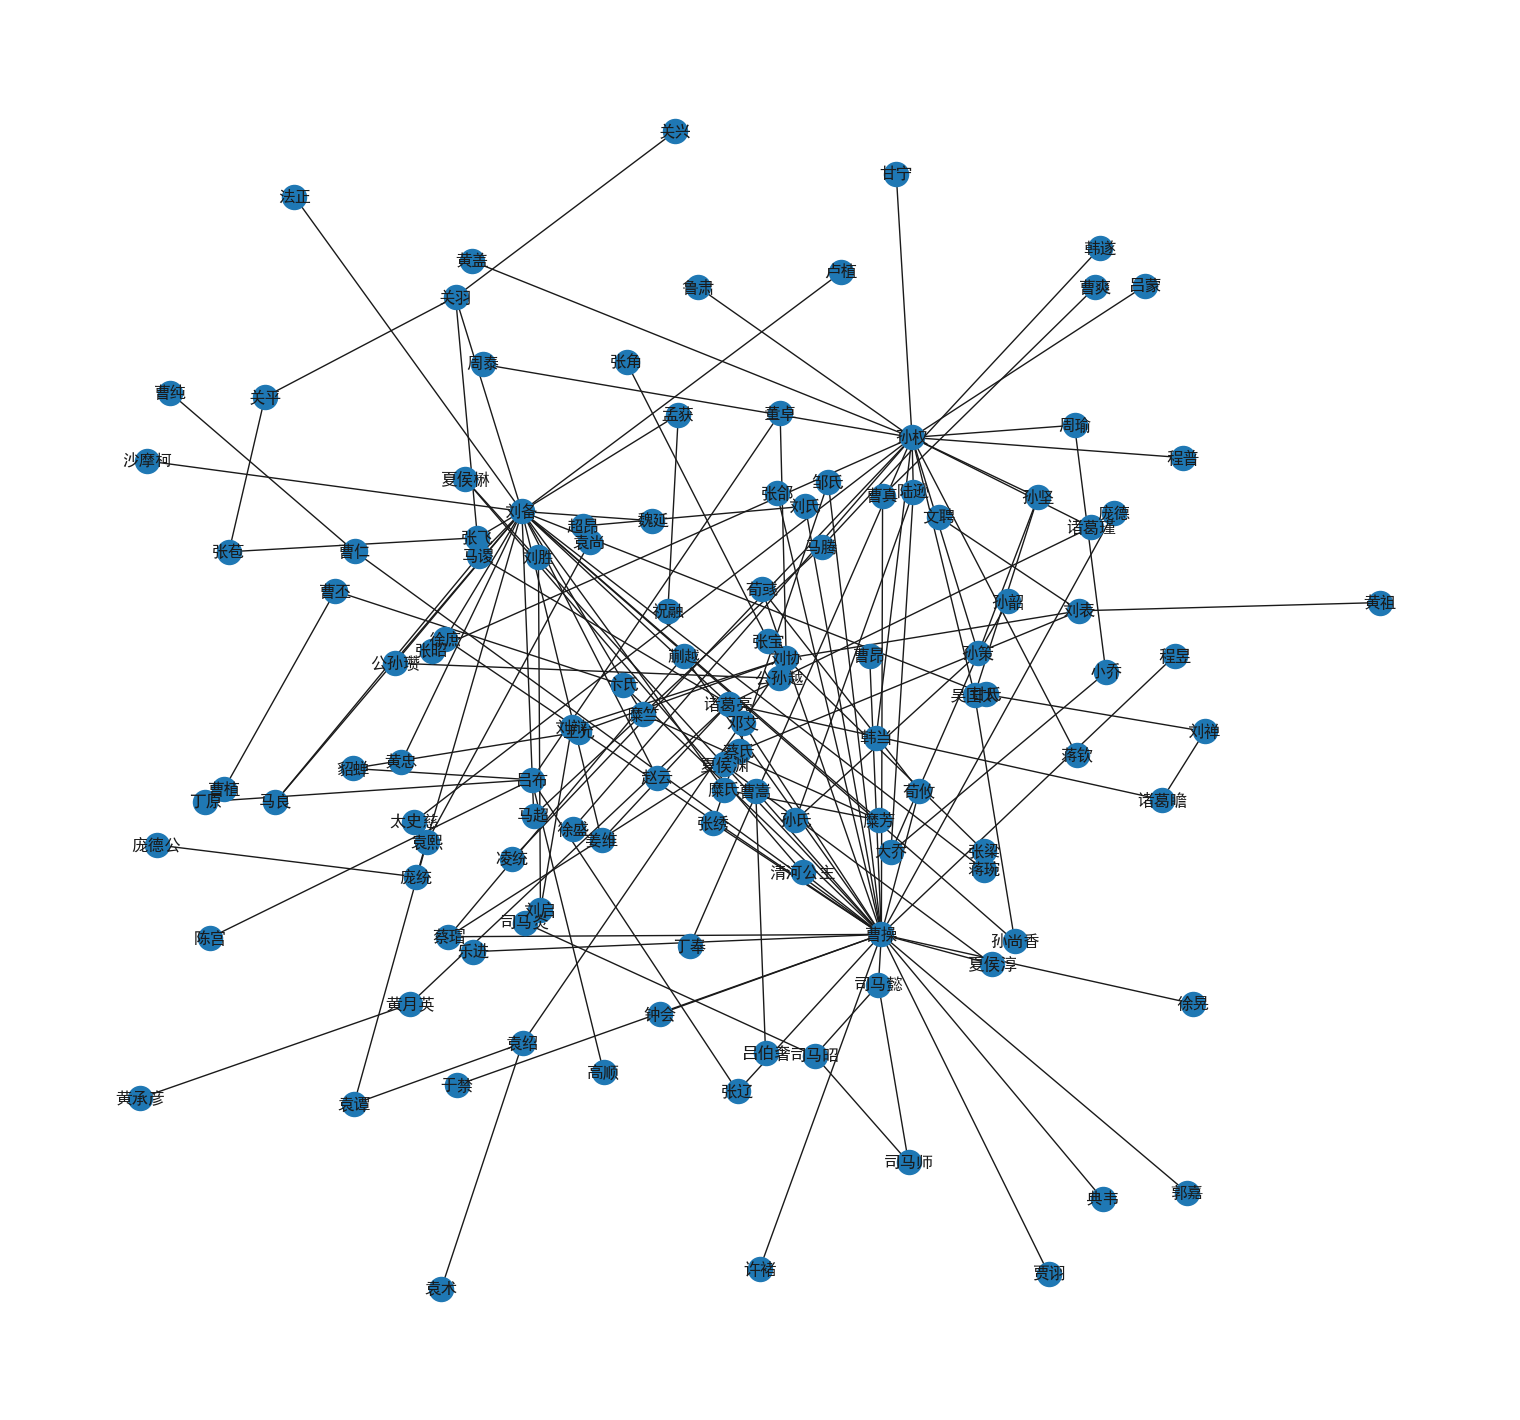 关兴
甘宁
法正
韩遂
黄盖
卢植
鲁肃
曹爽
吕蒙
关羽
周泰
张角
曹纯
关平
孟获
董卓
周瑜
孙权
程普
沙摩柯
夏侯楙
邹氏
张郃
曹真
陆逊
孙坚
刘氏
刘备
庞德
文聘
魏延
诸葛瑾
超昂
张飞
袁尚
马腾
张苞
曹仁
马谡
刘胜
曹丕
荀彧
孙韶
黄祖
祝融
刘表
徐庶
张宝
张昭
蒯越
刘协
曹昂
孙策
程昱
公孙瓒
小乔
公孙越
卞氏
吴国太
甘氏
诸葛亮
糜竺
邓艾
刘禅
王允
韩当
蔡氏
蒋钦
黄忠
夏侯渊
貂蝉
赵云
吕布
曹植
糜氏
曹嵩
荀攸
丁原
马良
诸葛瞻
马超
太史慈
张绣
孙氏
糜芳
徐盛
姜维
袁熙
庞德公
大乔
张梁
凌统
蒋琬
清河公主
庞统
刘启
司马炎
陈宫
蔡瑁
曹操
孙尚香
丁奉
乐进
夏侯淳
司马懿
黄月英
徐晃
钟会
袁绍
吕伯奢
司马昭
高顺
于禁
张辽
黄承彦
袁谭
司马师
郭嘉
典韦
许褚
贾诩
袁术